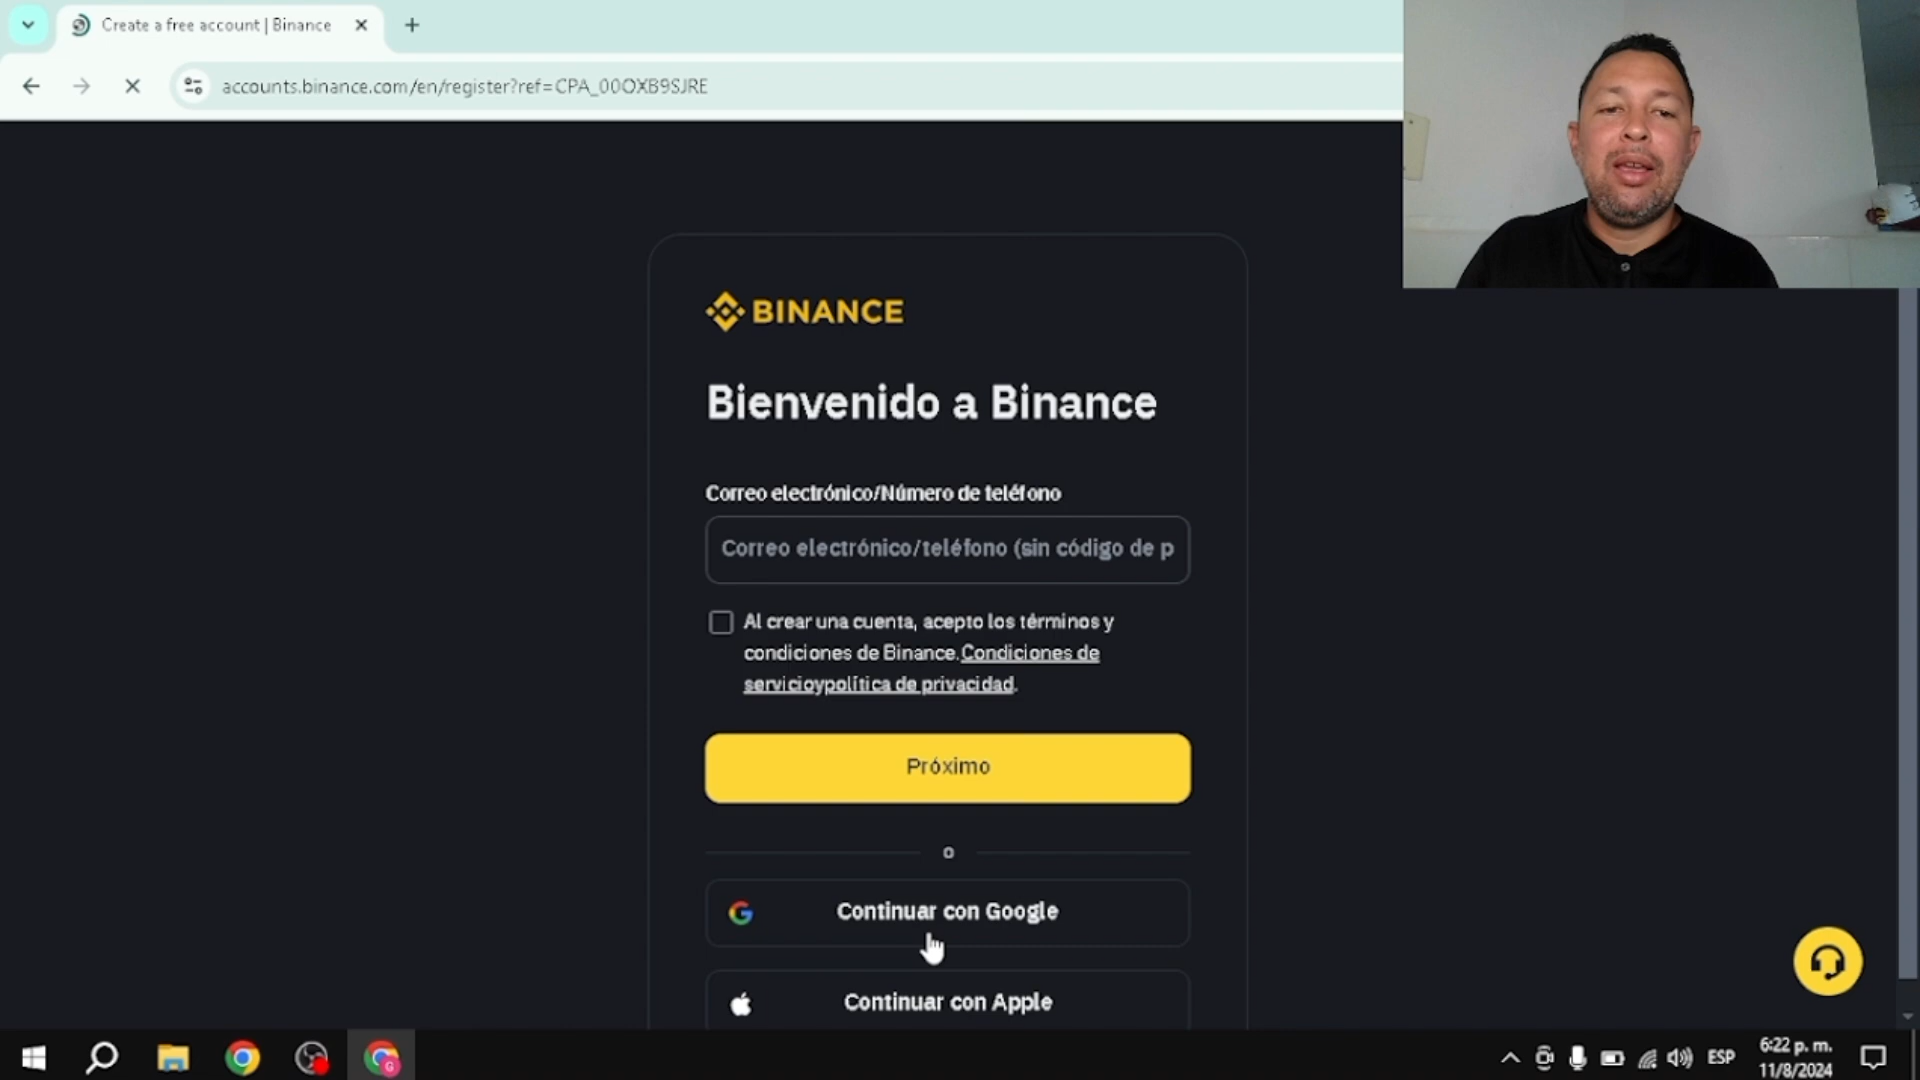 Create a free account | Binance
accounts.binance.com/en/register?ref=CPA_00OXB9SJRE
BINANCE
Bienvenido a Binance
Correo electrónico/Número de teléfono
Correo electrónico/teléfono (sin código de p
Al crear una cuenta, acepto los términos y
condiciones de Binance.Condiciones de
servicioypolítica de privacidad.
Próximo
o
Continuar con Google
Continuar con Apple
ESP
6:22 p. m.
11/8/2024